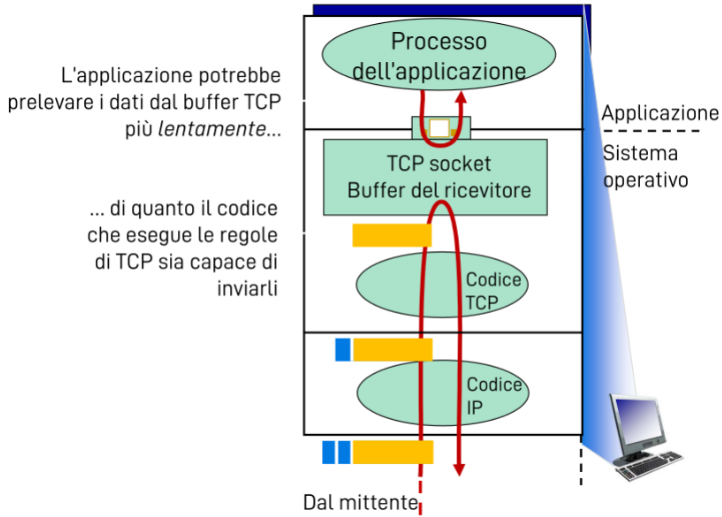 Processo
dell'applicazione
L'applicazione potrebbe
prelevare i dati dal buffer TCP
più lentamente...
Applicazione
Sistema
operativo
TCP socket
Buffer del ricevitore
... di quanto il codice
che esegue le regole
di TCP sia capace di
inviarli
Codice
TCP
Codice
IP
Dal mittente